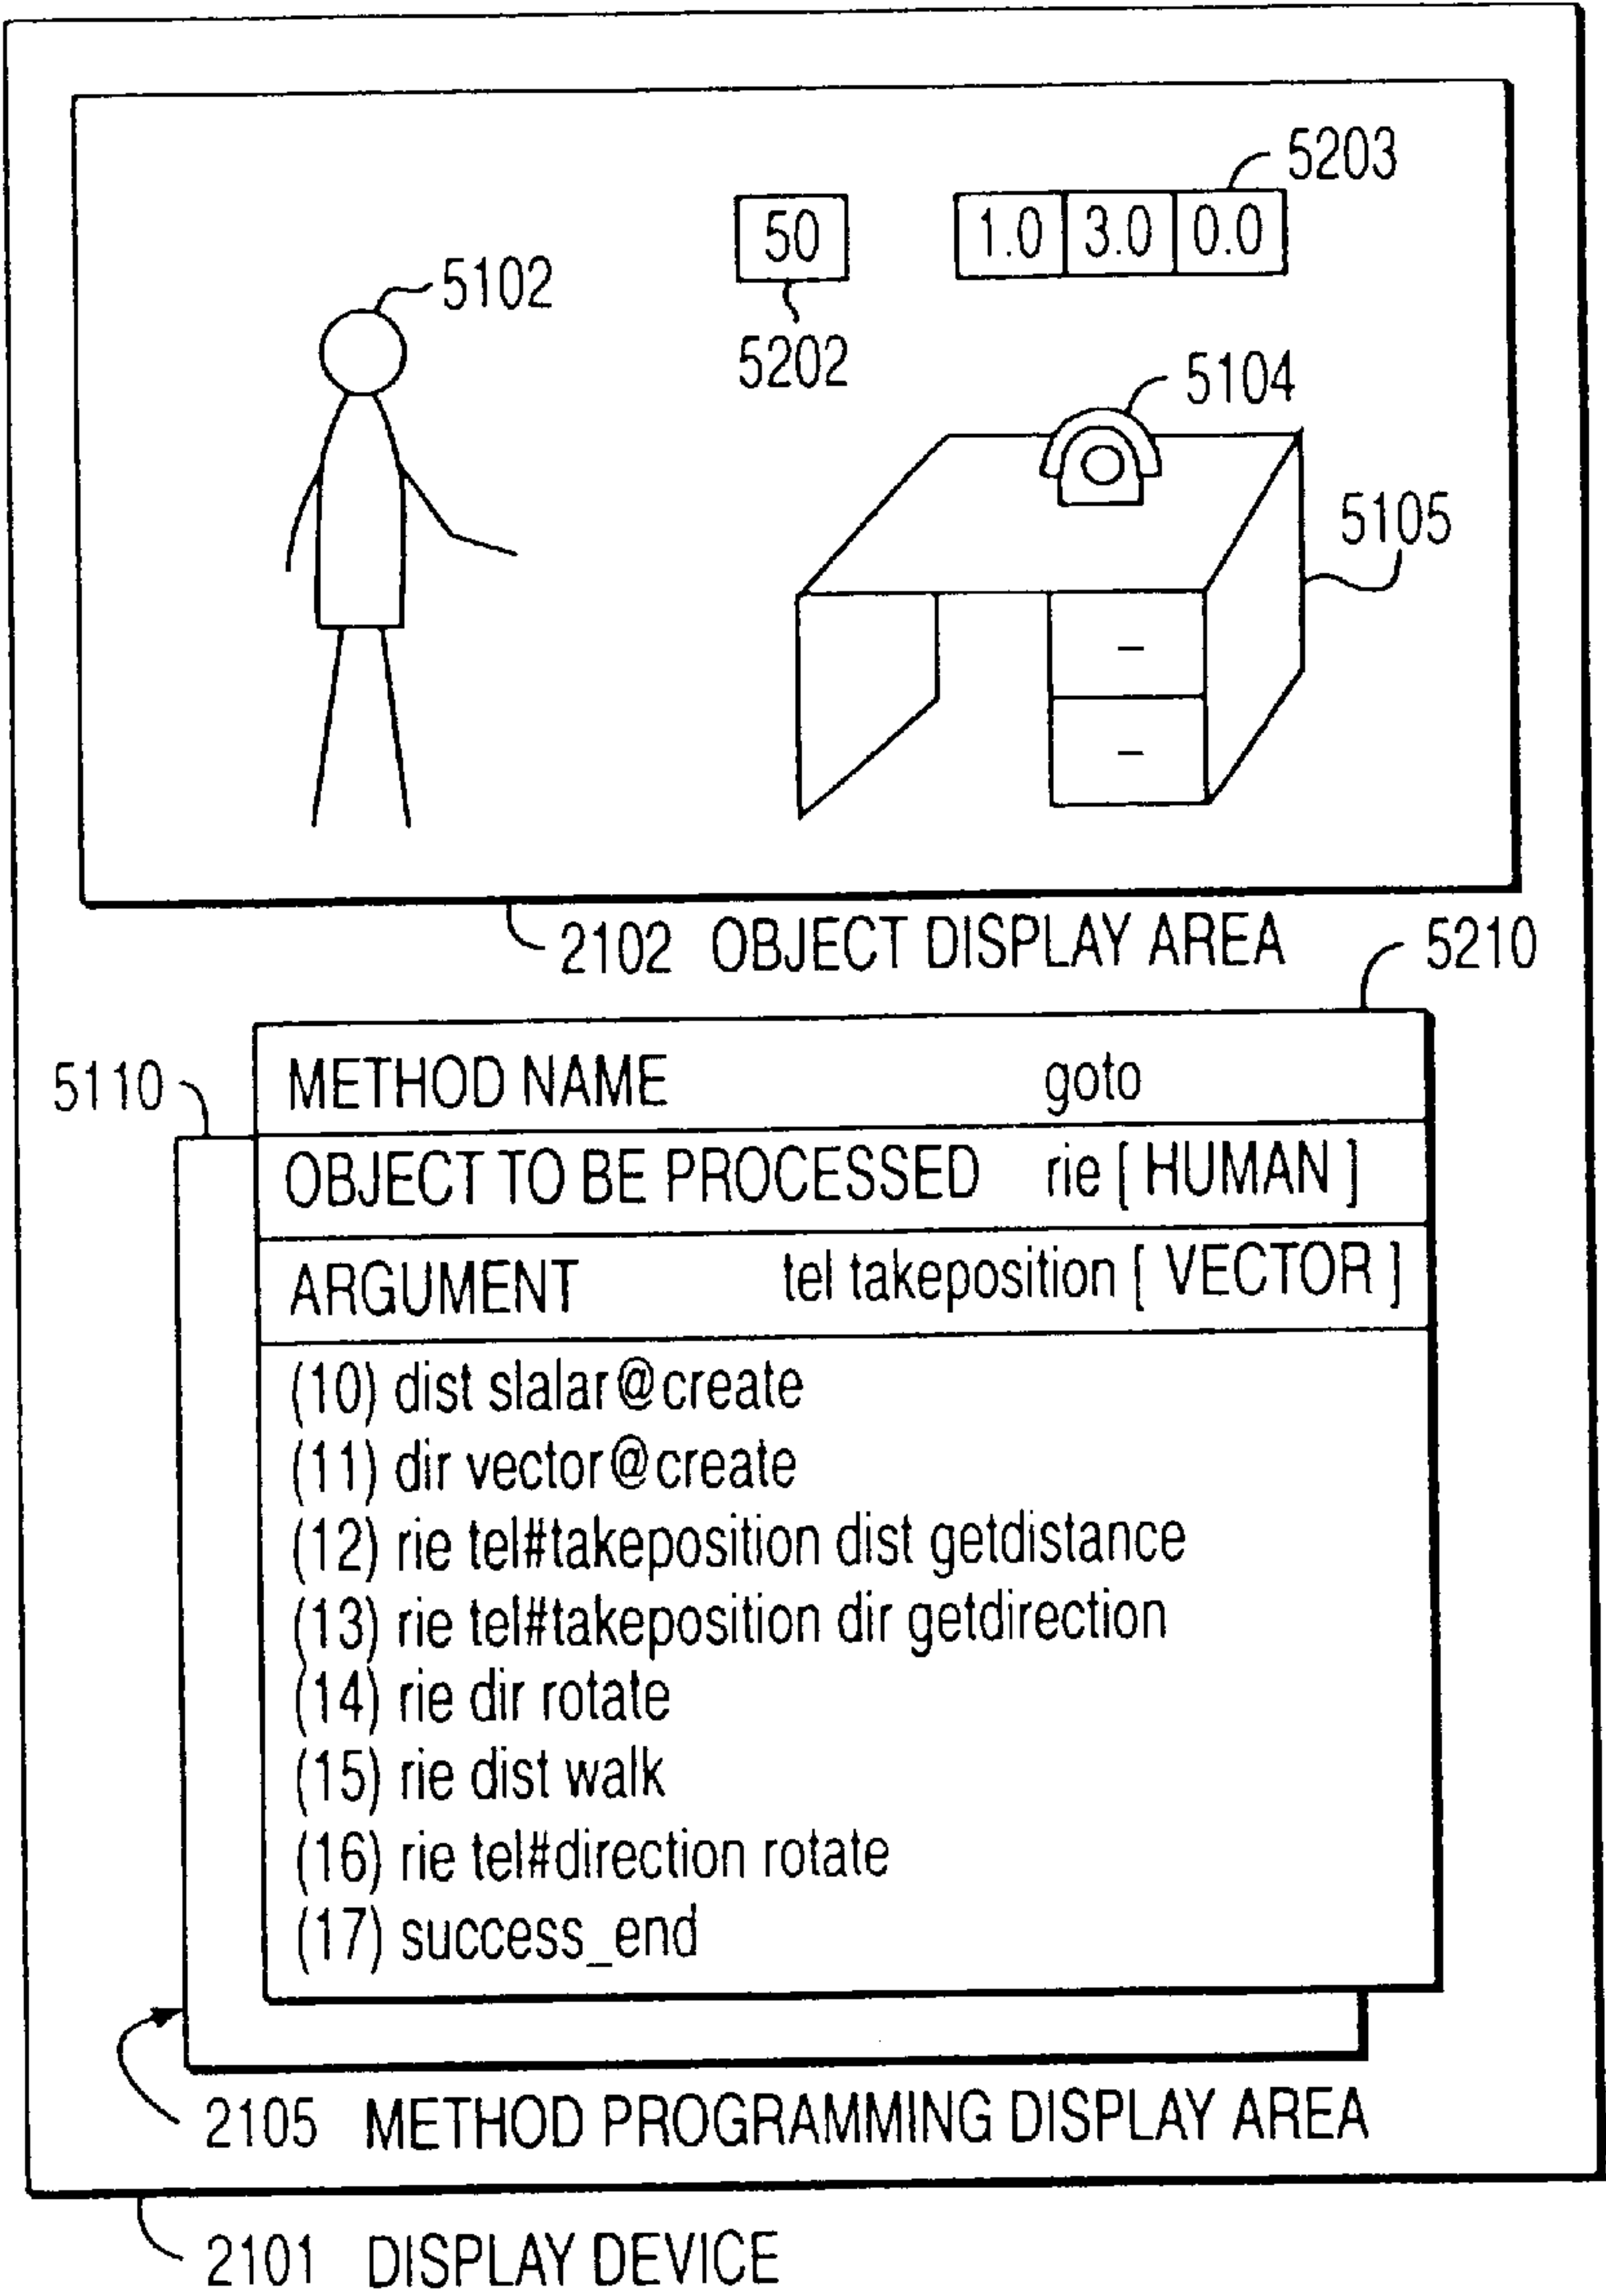 5203
50
1.0 3.0 0.0
5102
5202
5104
5105
2102 OBJECT DISPLAY AREA
5210
5110
METHOD NAME goto
OBJECT TO BE PROCESSED rie [ HUMAN ]
ARGUMENT tel takeposition [ VECTOR ]
(10) dist slalar@create
(11) dir vector@create
(12) rie tel#takeposition dist getdistance
(13) rie tel#takeposition dir getdirection
(14) rie dir rotate
(15) rie dist walk
(16) rie tel#direction rotate
(17) success_end
2105 METHOD PROGRAMMING DISPLAY AREA
2101 DISPLAY DEVICE